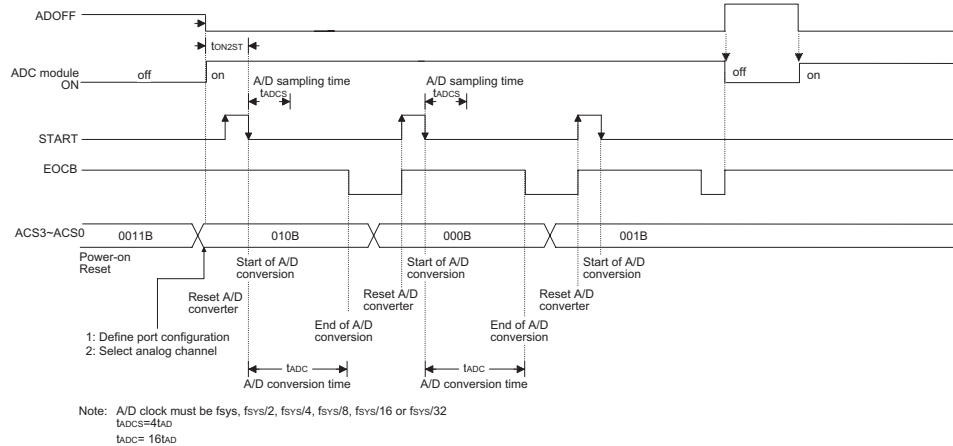 ADOFF
tON2ST
ADC module
ON
off
on
off
on
A/D sampling time
tADCS
A/D sampling time
tADCS
START
EOCB
ACS3~ACS0
0011B
010B
000B
001B
Power-on
Reset
Start of A/D
conversion
Start of A/D
conversion
Start of A/D
conversion
Reset A/D
converter
Reset A/D
converter
Reset A/D
converter
End of A/D
conversion
End of A/D
conversion
1: Define port configuration
2: Select analog channel
tADC
A/D conversion time
tADC
A/D conversion time
Note: A/D clock must be fsys, fSYS/2, fSYS/4, fSYS/8, fSYS/16 or fSYS/32
tADCS=4tAD
tADC= 16tAD